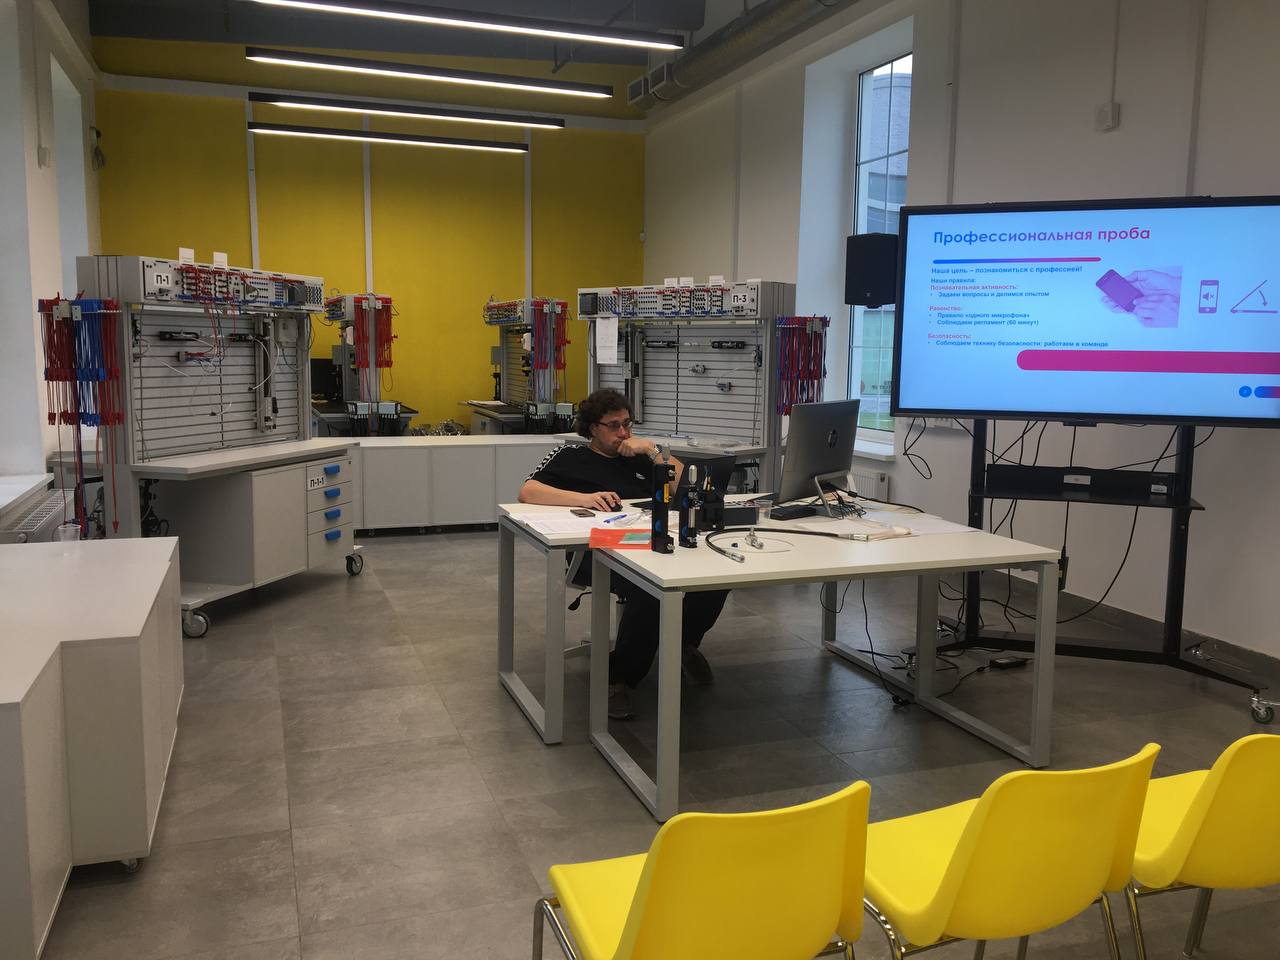 Профессиональная проба
Наша цель – познакомиться с профессией!
Наши правила:
Познавательная активность:
• Задаем вопросы и делимся опытом
Равенство:
• Правило «одного микрофона»
• Соблюдаем регламент (60 минут)
Безопасность:
• Соблюдаем технику безопасности: работаем в команде
П-1
П-3
П-1-1
hp